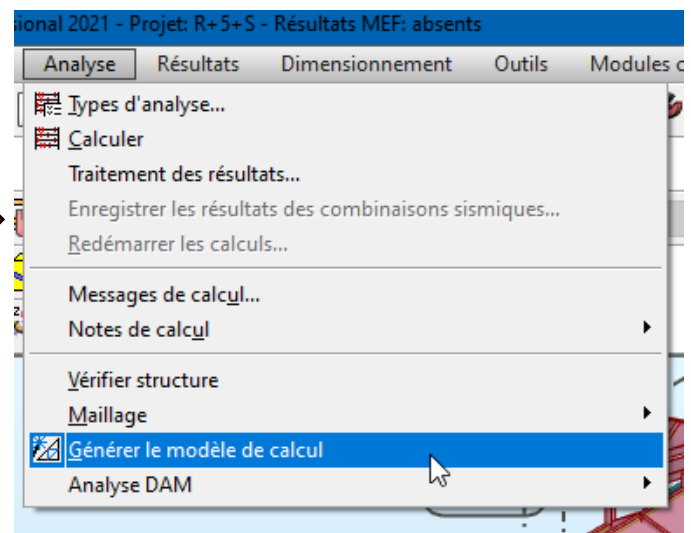 sional 2021 - Projet: R+5+S - Résultats MEF: absents
Analyse Résultats Dimensionnement Outils Modules
Types d'analyse...
Calculer
Traitement des résultats...
Enregistrer les résultats des combinaisons sismiques...
Redémarrer les calculs...
Messages de calcul...
Notes de calcul
Vérifier structure
Maillage
Générer le modèle de calcul
Analyse DAM